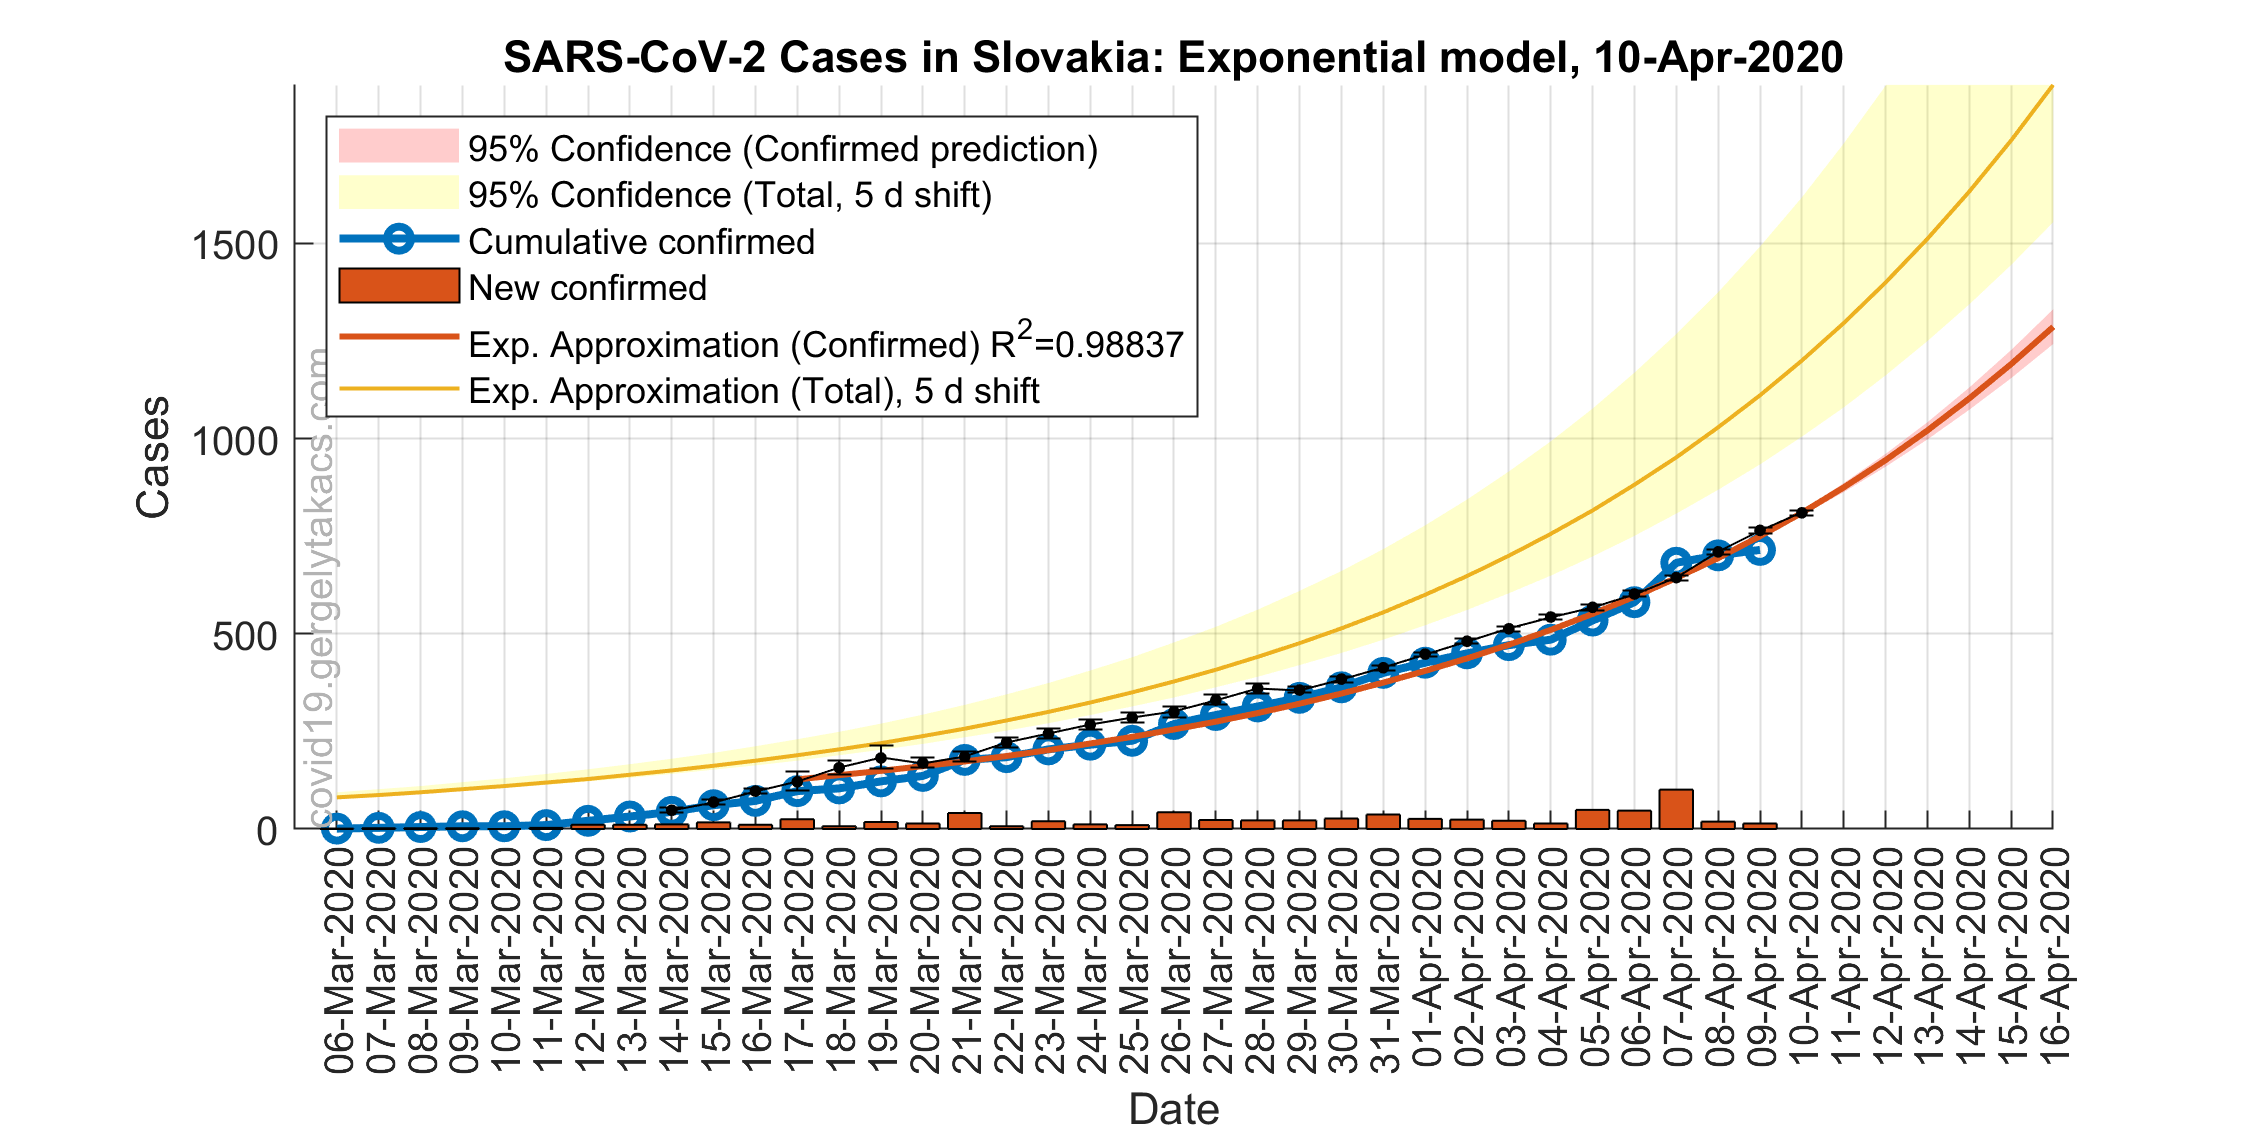 SARS-CoV-2 Cases in Slovakia: Exponential model, 10-Apr-2020
95% Confidence (Confirmed prediction)
95% Confidence (Total, 5 d shift)
Cumulative confirmed
New confirmed
Exp. Approximation (Confirmed) R²=0.98837
Exp. Approximation (Total), 5 d shift
covid19.gergelytakacs.com
Cases
1500
1000
500
0
06-Mar-2020
07-Mar-2020
08-Mar-2020
09-Mar-2020
10-Mar-2020
11-Mar-2020
12-Mar-2020
13-Mar-2020
14-Mar-2020
15-Mar-2020
16-Mar-2020
17-Mar-2020
18-Mar-2020
19-Mar-2020
20-Mar-2020
21-Mar-2020
22-Mar-2020
23-Mar-2020
24-Mar-2020
25-Mar-2020
26-Mar-2020
27-Mar-2020
28-Mar-2020
29-Mar-2020
30-Mar-2020
31-Mar-2020
01-Apr-2020
02-Apr-2020
03-Apr-2020
04-Apr-2020
05-Apr-2020
06-Apr-2020
07-Apr-2020
08-Apr-2020
09-Apr-2020
10-Apr-2020
11-Apr-2020
12-Apr-2020
13-Apr-2020
14-Apr-2020
15-Apr-2020
16-Apr-2020
Date